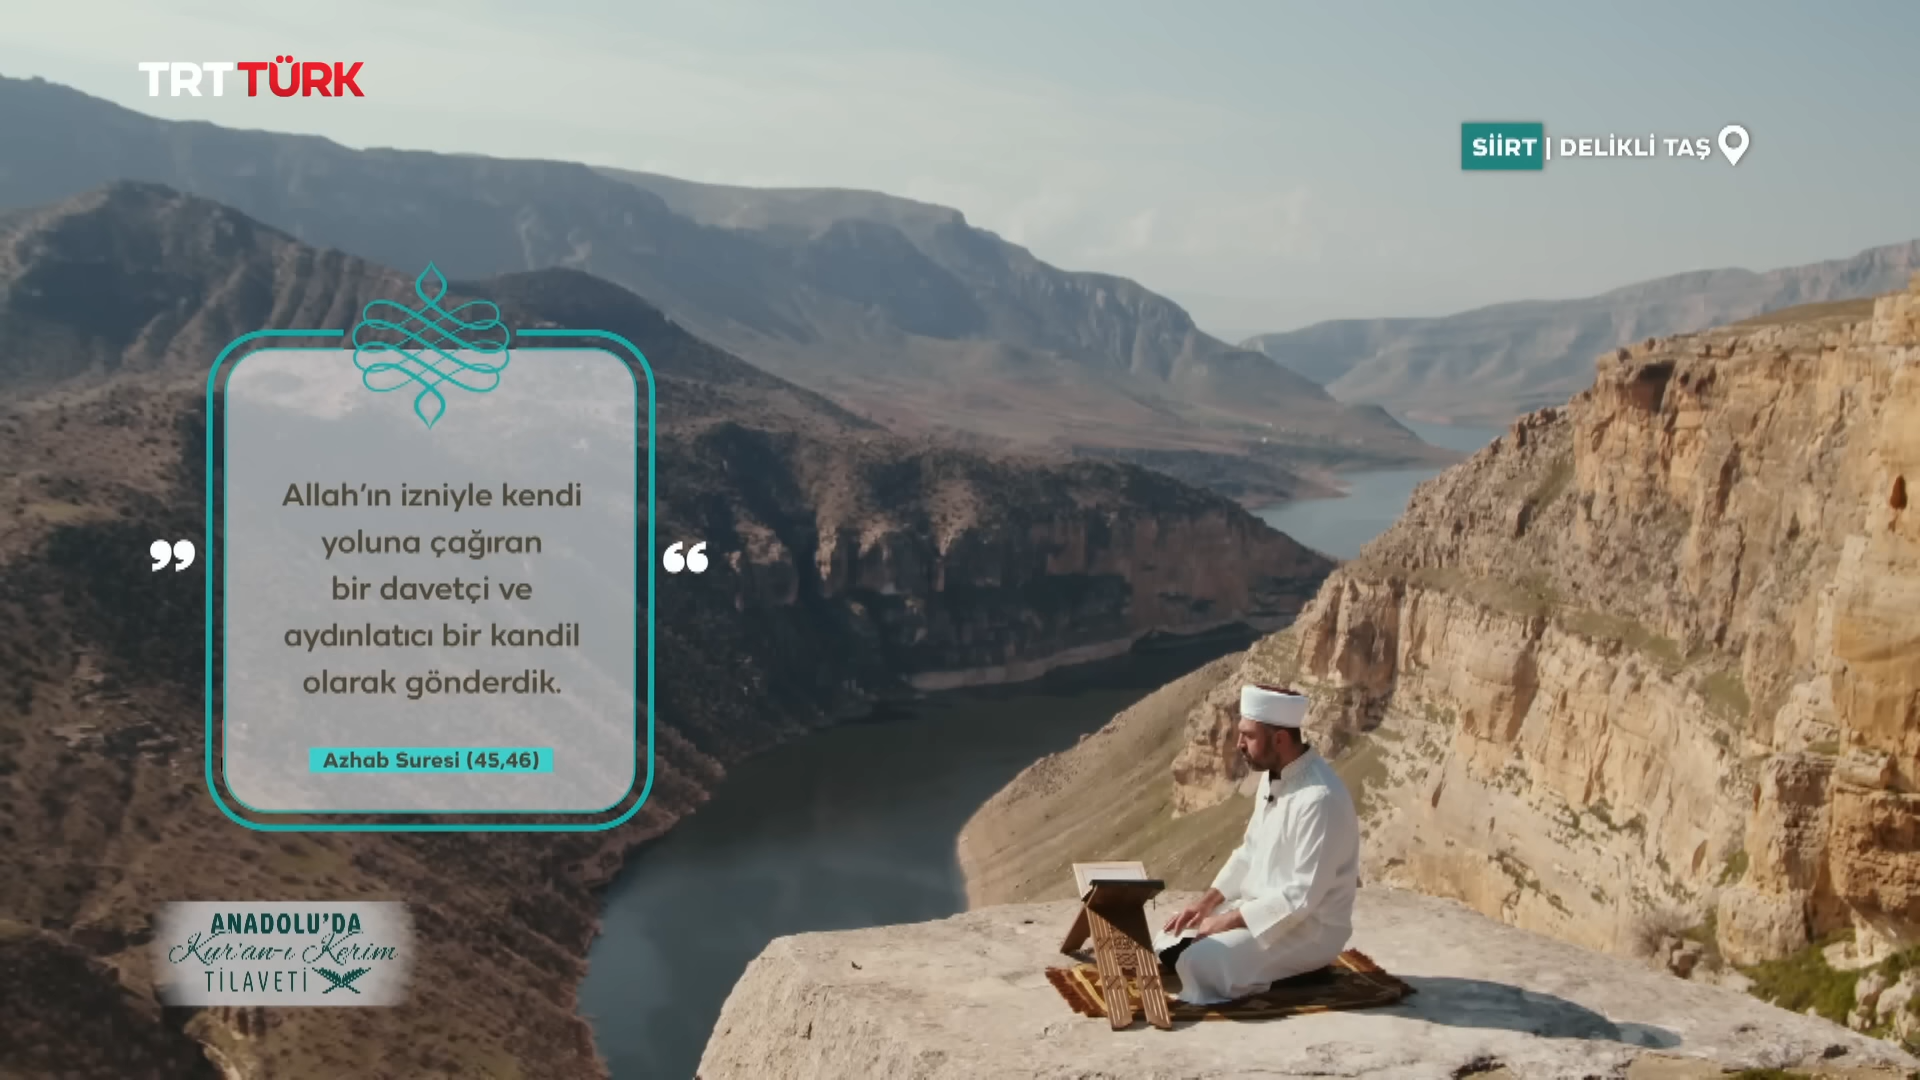 TRT TÜRK
SİİRT | DELİKLİ TAŞ
Allah'ın izniyle kendi
yoluna çağıran
bir davetçi ve
aydınlatıcı bir kandil
olarak gönderdik.
Azhab Suresi (45,46)
ANADOLU'DA
Kur'an-ı Kerim
TİLAVETİ